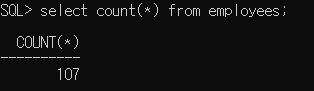 SQL> select count(*) from employees;
COUNT(*)
----------
107